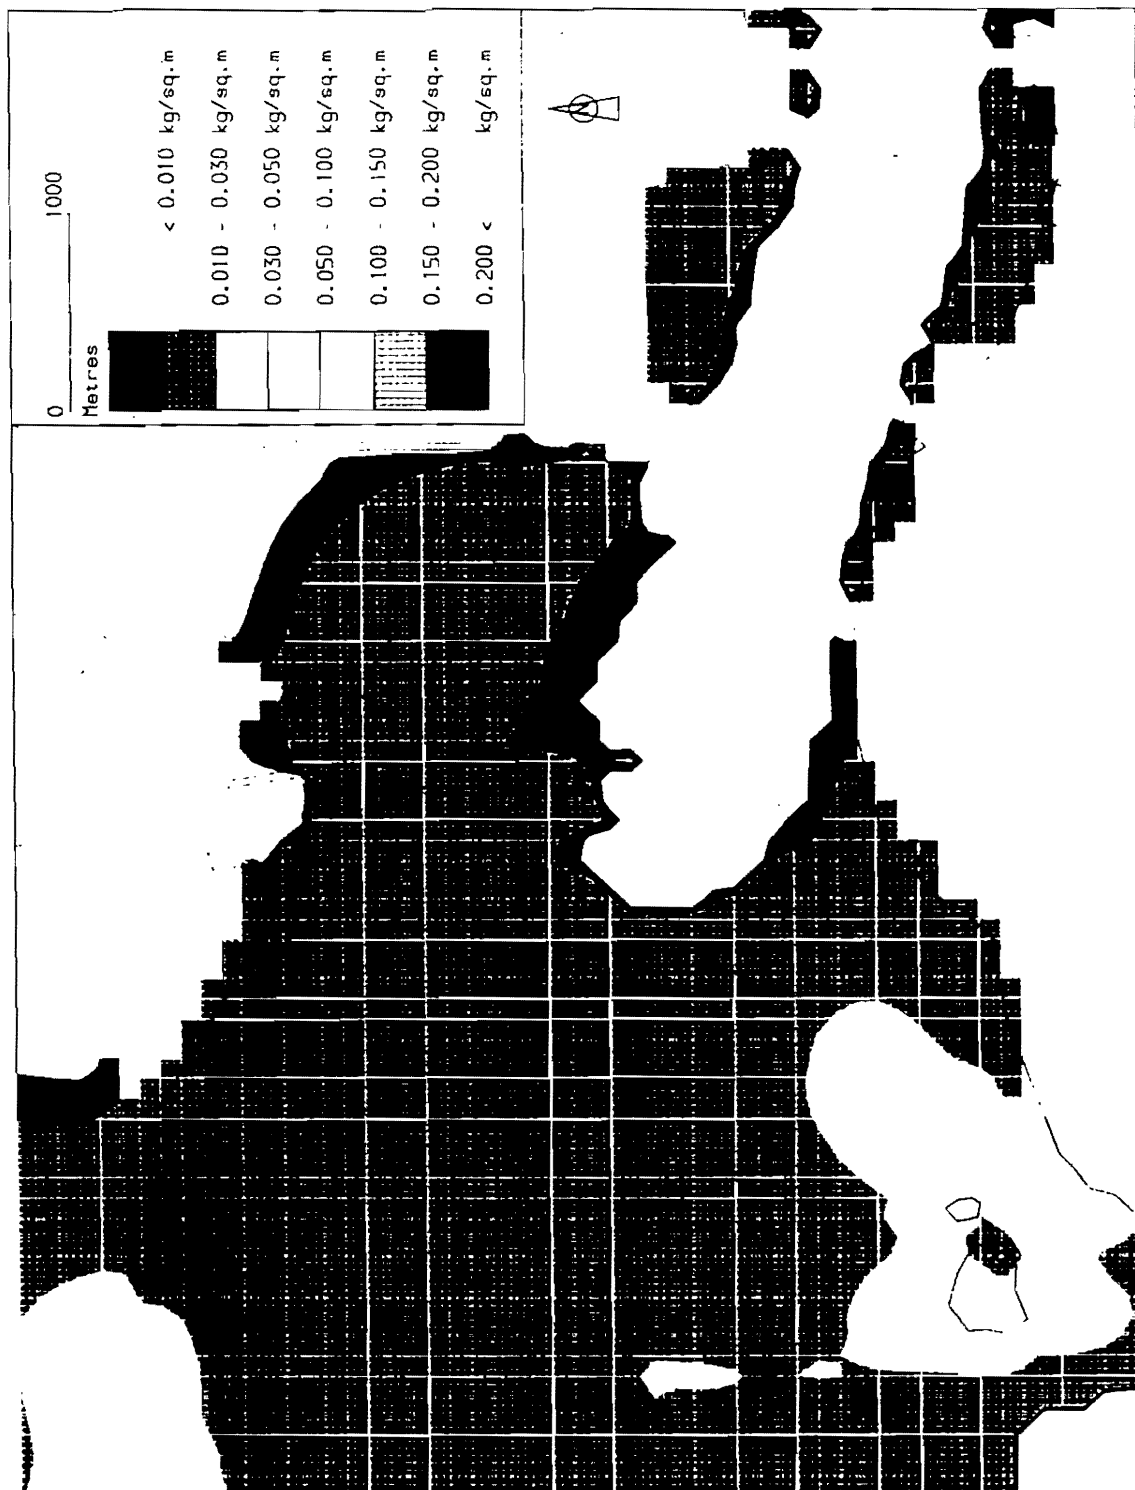 0 1000
Metres
< 0.010 kg/sq.m
0.010 - 0.030 kg/sq.m
0.030 - 0.050 kg/sq.m
0.050 - 0.100 kg/sq.m
0.100 - 0.150 kg/sq.m
0.150 - 0.200 kg/sq.m
0.200 < kg/sq.m
N